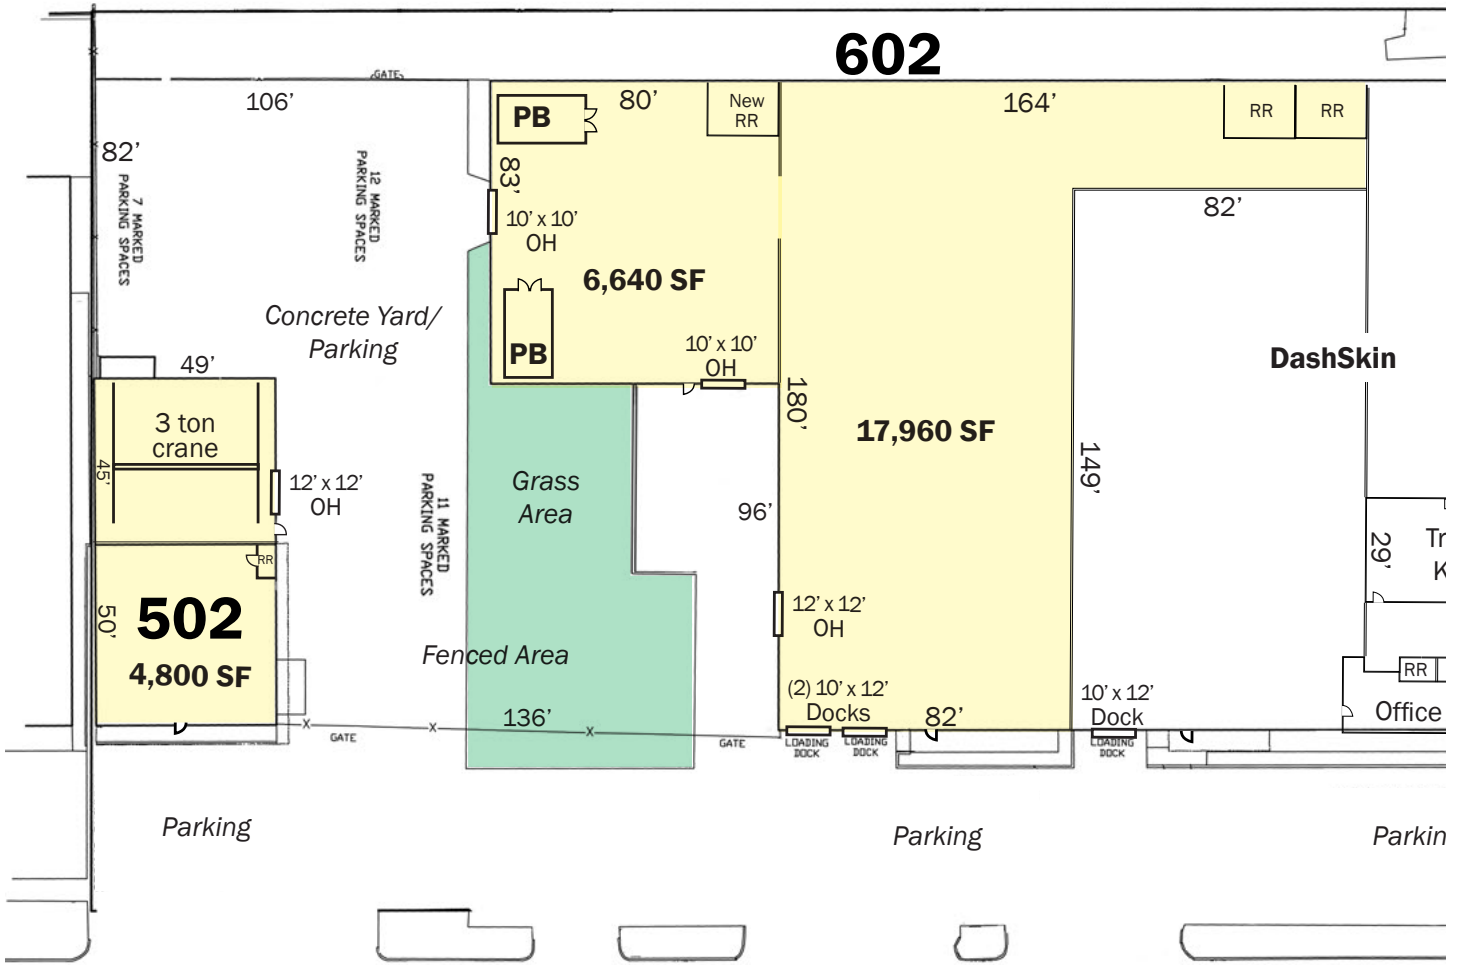 602
GATE
106’
80’
New
RR
164’
RR
RR
PB
82’
7 MARKED
PARKING SPACES
12 MARKED
PARKING SPACES
83’
10’ x 10’
OH
82’
6,640 SF
Concrete Yard/
Parking
PB
10’ x 10’
OH
DashSkin
49’
3 ton
crane
45’
12’ x 12’
OH
11 MARKED
PARKING SPACES
Grass
Area
96’
180’
17,960 SF
149’
29’
Tr
K
RR
50’
502
4,800 SF
12’ x 12’
OH
Fenced Area
136’
GATE
GATE
(2) 10’ x 12’
Docks
LOADING
DOCK
LOADING
DOCK
82’
10’ x 12’
Dock
LOADING
DOCK
RR
Office
Parking
Parking
Parkin